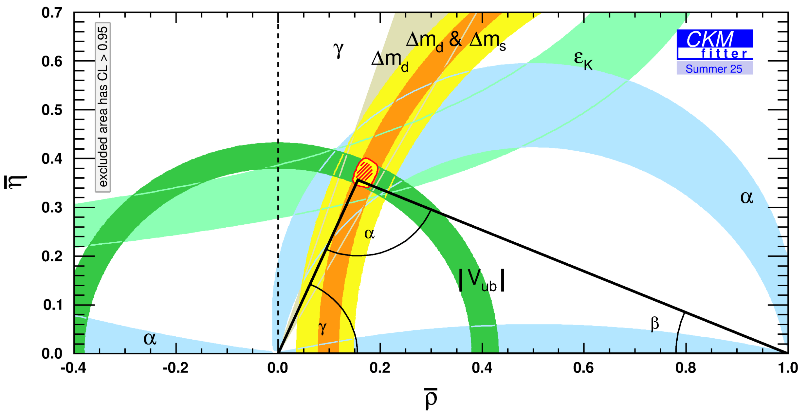 0.7
0.6
0.5
0.4
0.3
0.2
0.1
0.0
η̅
excluded area has CL > 0.95
γ
Δm_d
Δm_d & Δm_s
ε_K
CKM
fitter
Summer 25
α
α
|V_ub|
γ
β
α
-0.4
-0.2
0.0
0.2
0.4
0.6
0.8
1.0
ρ̅